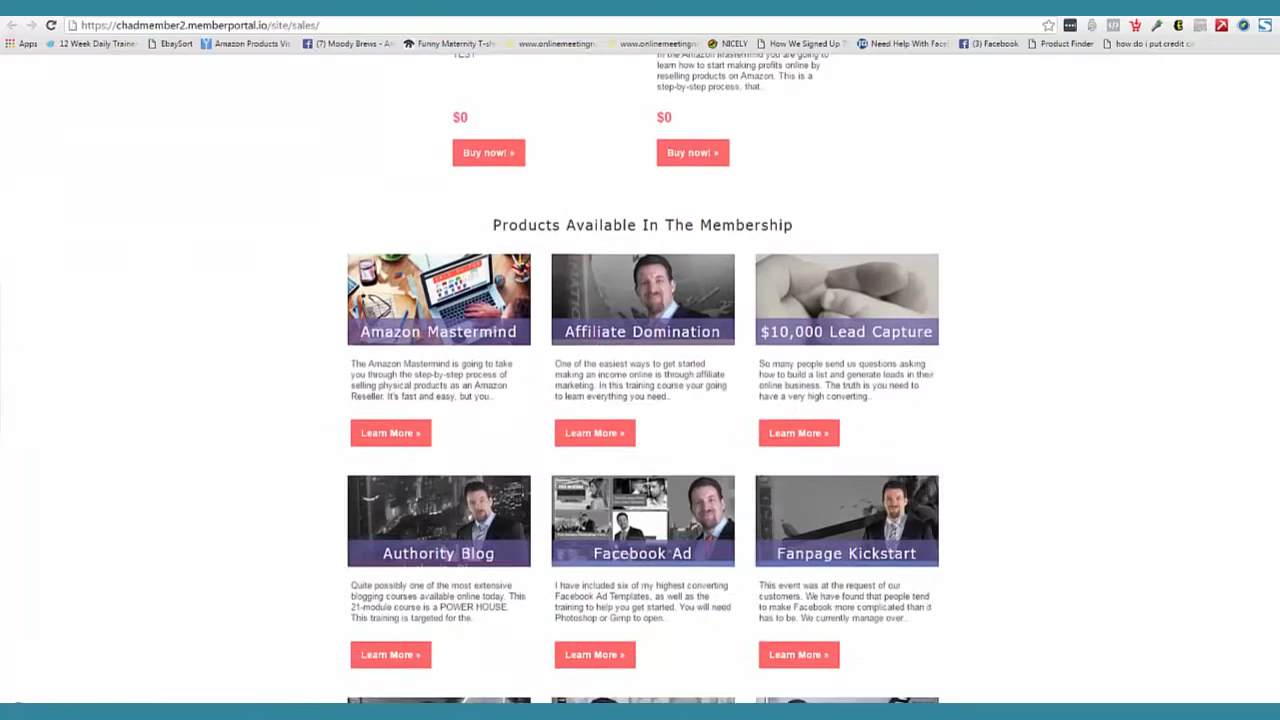 https://chadmember2.memberportal.io/site/sales/
Apps 12 Week Daily Traine EbaySort Amazon Products Vi (7) Moody Brews - An Funny Maternity T-sh www.onlinemeetingn www.onlinemeetingn NICELY How We Signed Up Need Help With Face (3) Facebook Product Finder how do i put credit c
TEST
In the Amazon Mastermind you are going to
learn how to start making profits online by
reselling products on Amazon. This is a
step-by-step process, that..
$0 $0
Buy now! » Buy now! »
Products Available In The Membership
Amazon Mastermind Affiliate Domination $10,000 Lead Capture
The Amazon Mastermind is going to take
you through the step-by-step process of
selling physical products as an Amazon
Reseller. It's fast and easy, but you..
One of the easiest ways to get started
making an income online is through affiliate
marketing. In this training course your going
to learn everything you need..
So many people send us questions asking
how to build a list and generate leads in their
online business. The truth is you need to
have a very high converting..
Learn More » Learn More » Learn More »
Authority Blog Facebook Ad Fanpage Kickstart
Quite possibly one of the most extensive
blogging courses available online today. This
21-module course is a POWER HOUSE.
This training is targeted for the..
I have included six of my highest converting
Facebook Ad Templates, as well as the
training to help you get started. You will need
Photoshop or Gimp to open..
This event was at the request of our
customers. We have found that people tend
to make Facebook more complicated than it
has to be. We currently manage over..
Learn More » Learn More » Learn More »